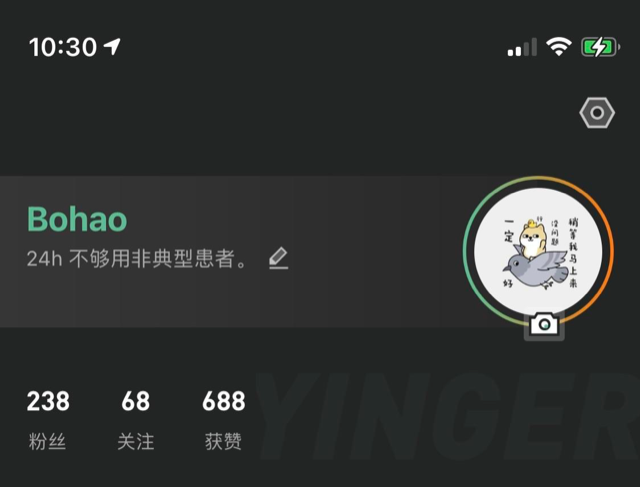 10:30
Bohao
24h 不够用非典型患者。
一定
好
没问题
稍等我马上来
238 68 688
粉丝 关注 获赞
YINGER